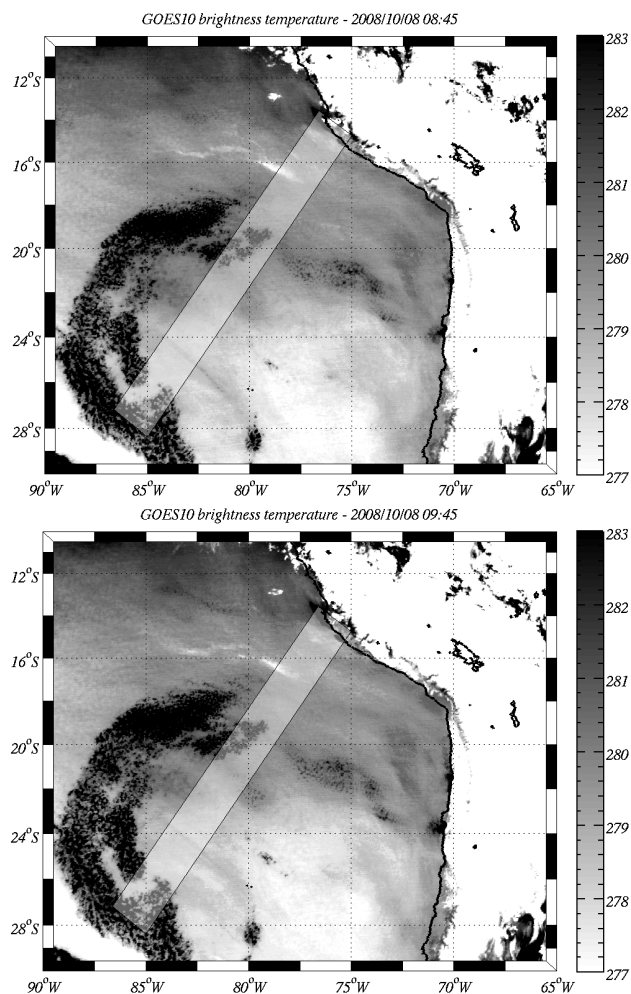 GOES10 brightness temperature - 2008/10/08 08:45
283
12°S
282
281
16°S
280
20°S
279
24°S
278
28°S
277
90°W 85°W 80°W 75°W 70°W 65°W
GOES10 brightness temperature - 2008/10/08 09:45
283
12°S
282
281
16°S
280
20°S
279
24°S
278
28°S
277
90°W 85°W 80°W 75°W 70°W 65°W